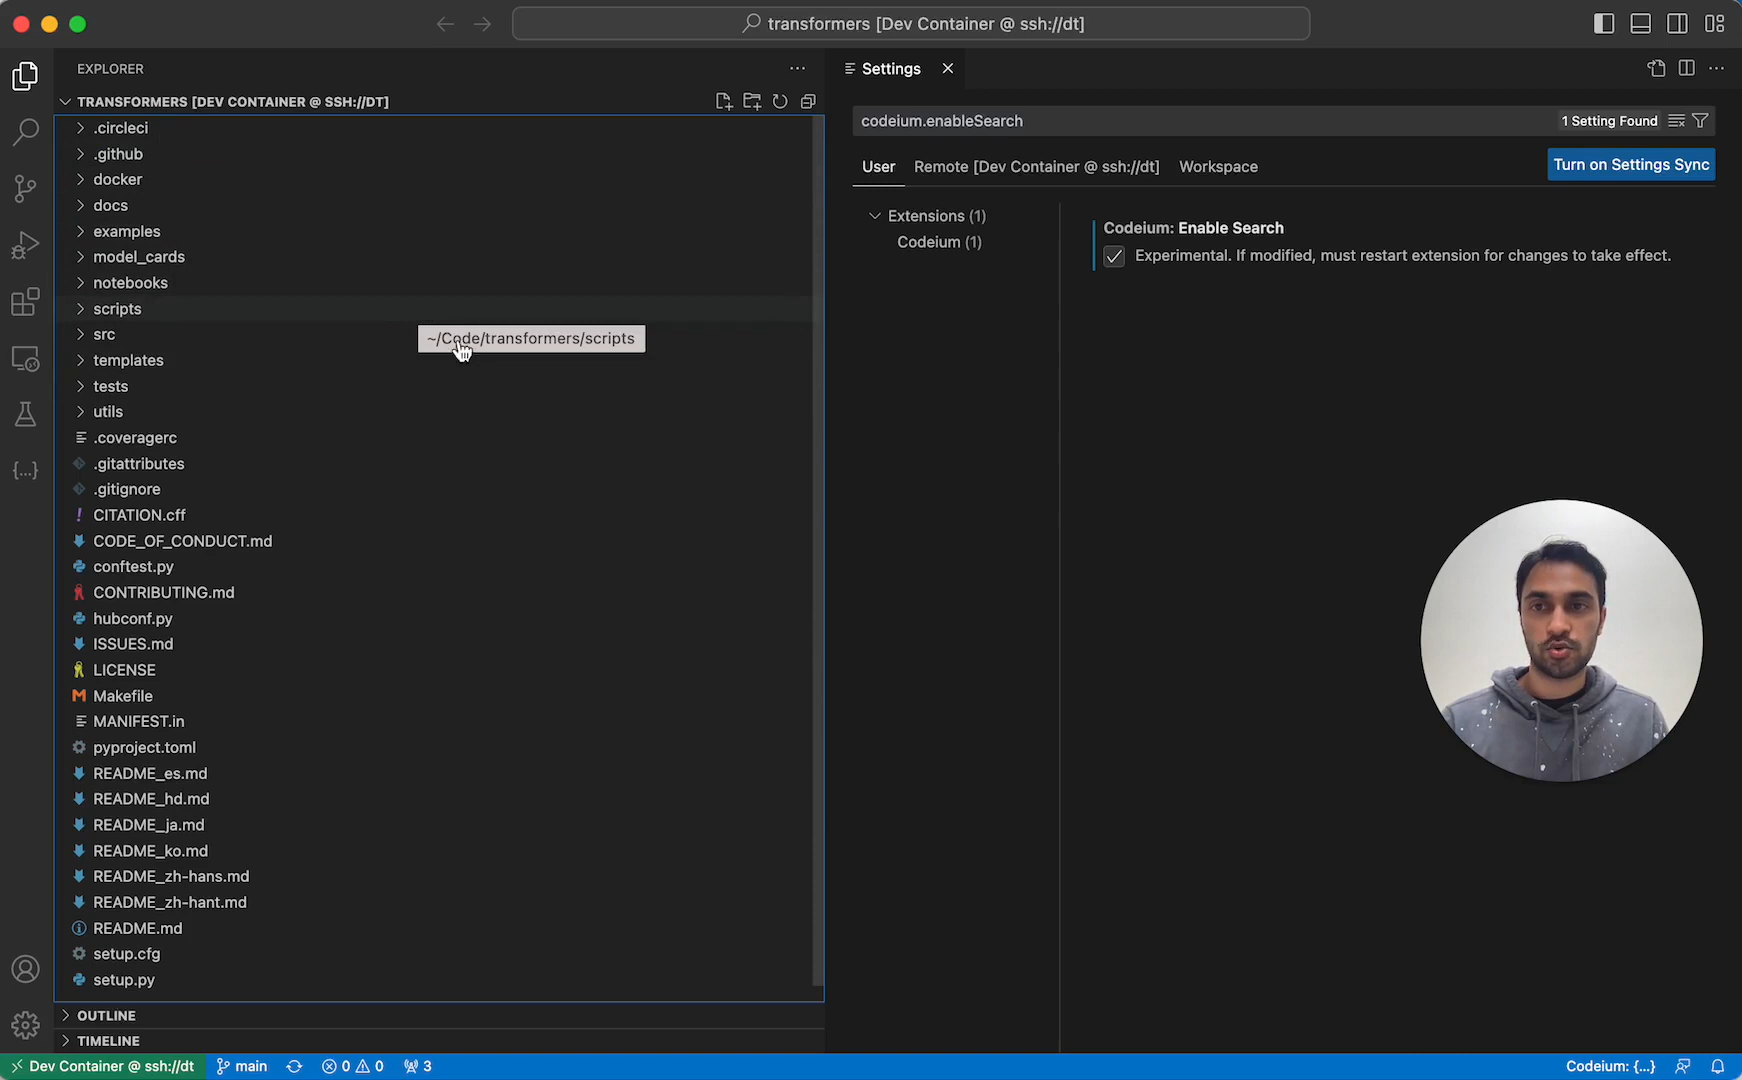 transformers [Dev Container @ ssh://dt]
EXPLORER
TRANSFORMERS [DEV CONTAINER @ SSH://DT]
.circleci
.github
docker
docs
examples
model_cards
notebooks
scripts
src
~/Code/transformers/scripts
templates
tests
utils
.coveragerc
.gitattributes
.gitignore
! CITATION.cff
CODE_OF_CONDUCT.md
conftest.py
CONTRIBUTING.md
hubconf.py
ISSUES.md
LICENSE
M Makefile
MANIFEST.in
pyproject.toml
README_es.md
README_hd.md
README_ja.md
README_ko.md
README_zh-hans.md
README_zh-hant.md
README.md
setup.cfg
setup.py
OUTLINE
TIMELINE
Settings
codeium.enableSearch
1 Setting Found
User Remote [Dev Container @ ssh://dt] Workspace
Turn on Settings Sync
Extensions (1)
Codeium (1)
Codeium: Enable Search
Experimental. If modified, must restart extension for changes to take effect.
Dev Container @ ssh://dt main 0 0 3
Codeium: {...}